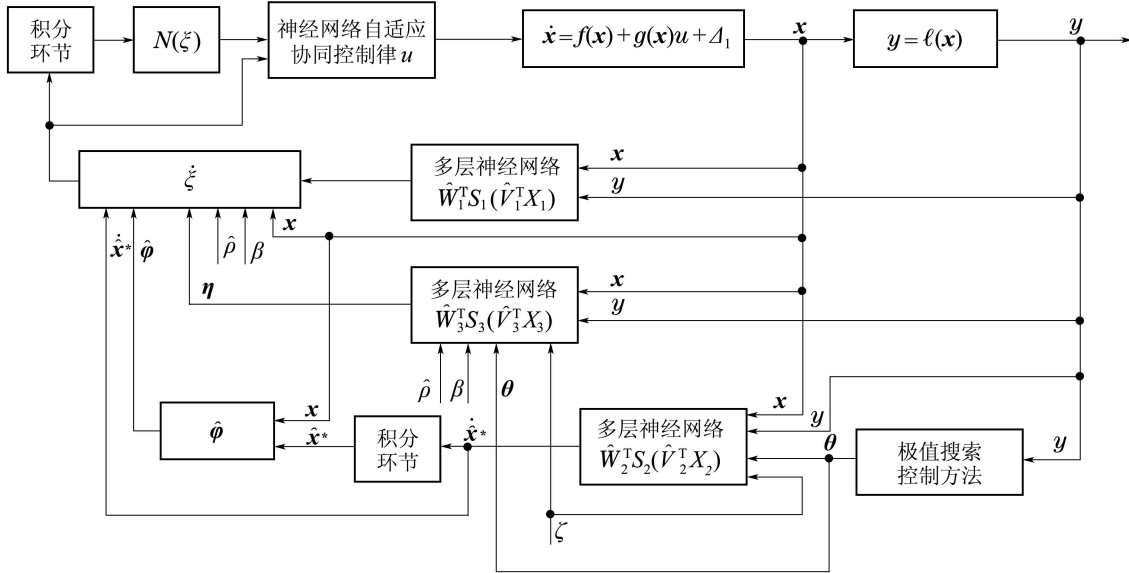 积分
环节
N(ξ)
神经网络自适应
协同控制律 u
ẋ=f(x)+g(x)u+Δ₁
x
y=ℓ(x)
y
ξ̇
多层神经网络
Ŵ₁ᵀS₁(V̂₁ᵀX₁)
x
y
x
x̂̇*
φ̂
ρ̂
β
η
多层神经网络
Ŵ₃ᵀS₃(V̂₃ᵀX₃)
x
y
ρ̂
β
θ
φ̂
x
x̂*
积分
环节
x̂̇*
多层神经网络
Ŵ₂ᵀS₂(V̂₂ᵀX₂)
x
y
θ
极值搜索
控制方法
y
ζ